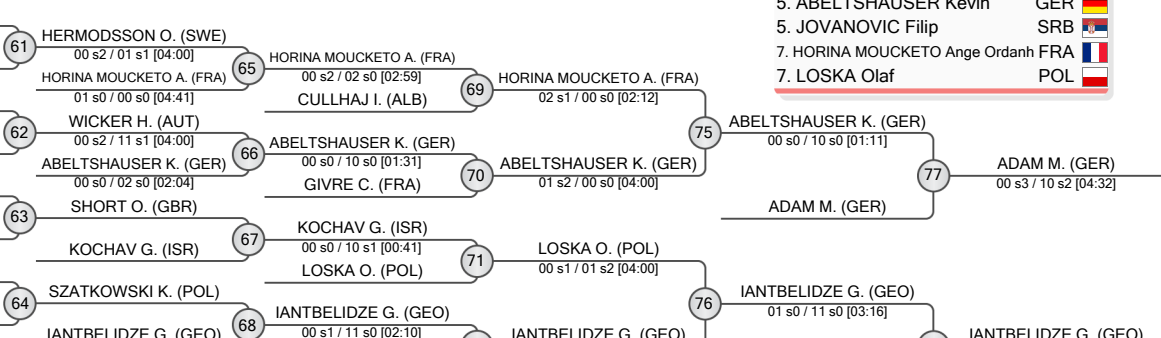 5. ABELTSHAUSER Kevin GER
5. JOVANOVIC Filip SRB
7. HORINA MOUCKETO Ange Ordanh FRA
7. LOSKA Olaf POL
61
HERMODSSON O. (SWE)
00 s2 / 01 s1 [04:00]
HORINA MOUCKETO A. (FRA)
01 s0 / 00 s0 [04:41]
62
WICKER H. (AUT)
00 s2 / 11 s1 [04:00]
ABELTSHAUSER K. (GER)
00 s0 / 02 s0 [02:04]
63
SHORT O. (GBR)
KOCHAV G. (ISR)
64
SZATKOWSKI K. (POL)
IANTBELIDZE G. (GEO)
65
HORINA MOUCKETO A. (FRA)
00 s2 / 02 s0 [02:59]
CULLHAJ I. (ALB)
66
ABELTSHAUSER K. (GER)
00 s0 / 10 s0 [01:31]
GIVRE C. (FRA)
67
KOCHAV G. (ISR)
00 s0 / 10 s1 [00:41]
LOSKA O. (POL)
68
IANTBELIDZE G. (GEO)
00 s1 / 11 s0 [02:10]
69
HORINA MOUCKETO A. (FRA)
02 s1 / 00 s0 [02:12]
70
ABELTSHAUSER K. (GER)
01 s2 / 00 s0 [04:00]
71
LOSKA O. (POL)
00 s1 / 01 s2 [04:00]
IANTBELIDZE G. (GEO)
75
ABELTSHAUSER K. (GER)
00 s0 / 10 s0 [01:11]
ADAM M. (GER)
76
IANTBELIDZE G. (GEO)
01 s0 / 11 s0 [03:16]
77
ADAM M. (GER)
00 s3 / 10 s2 [04:32]
IANTBELIDZE G. (GEO)